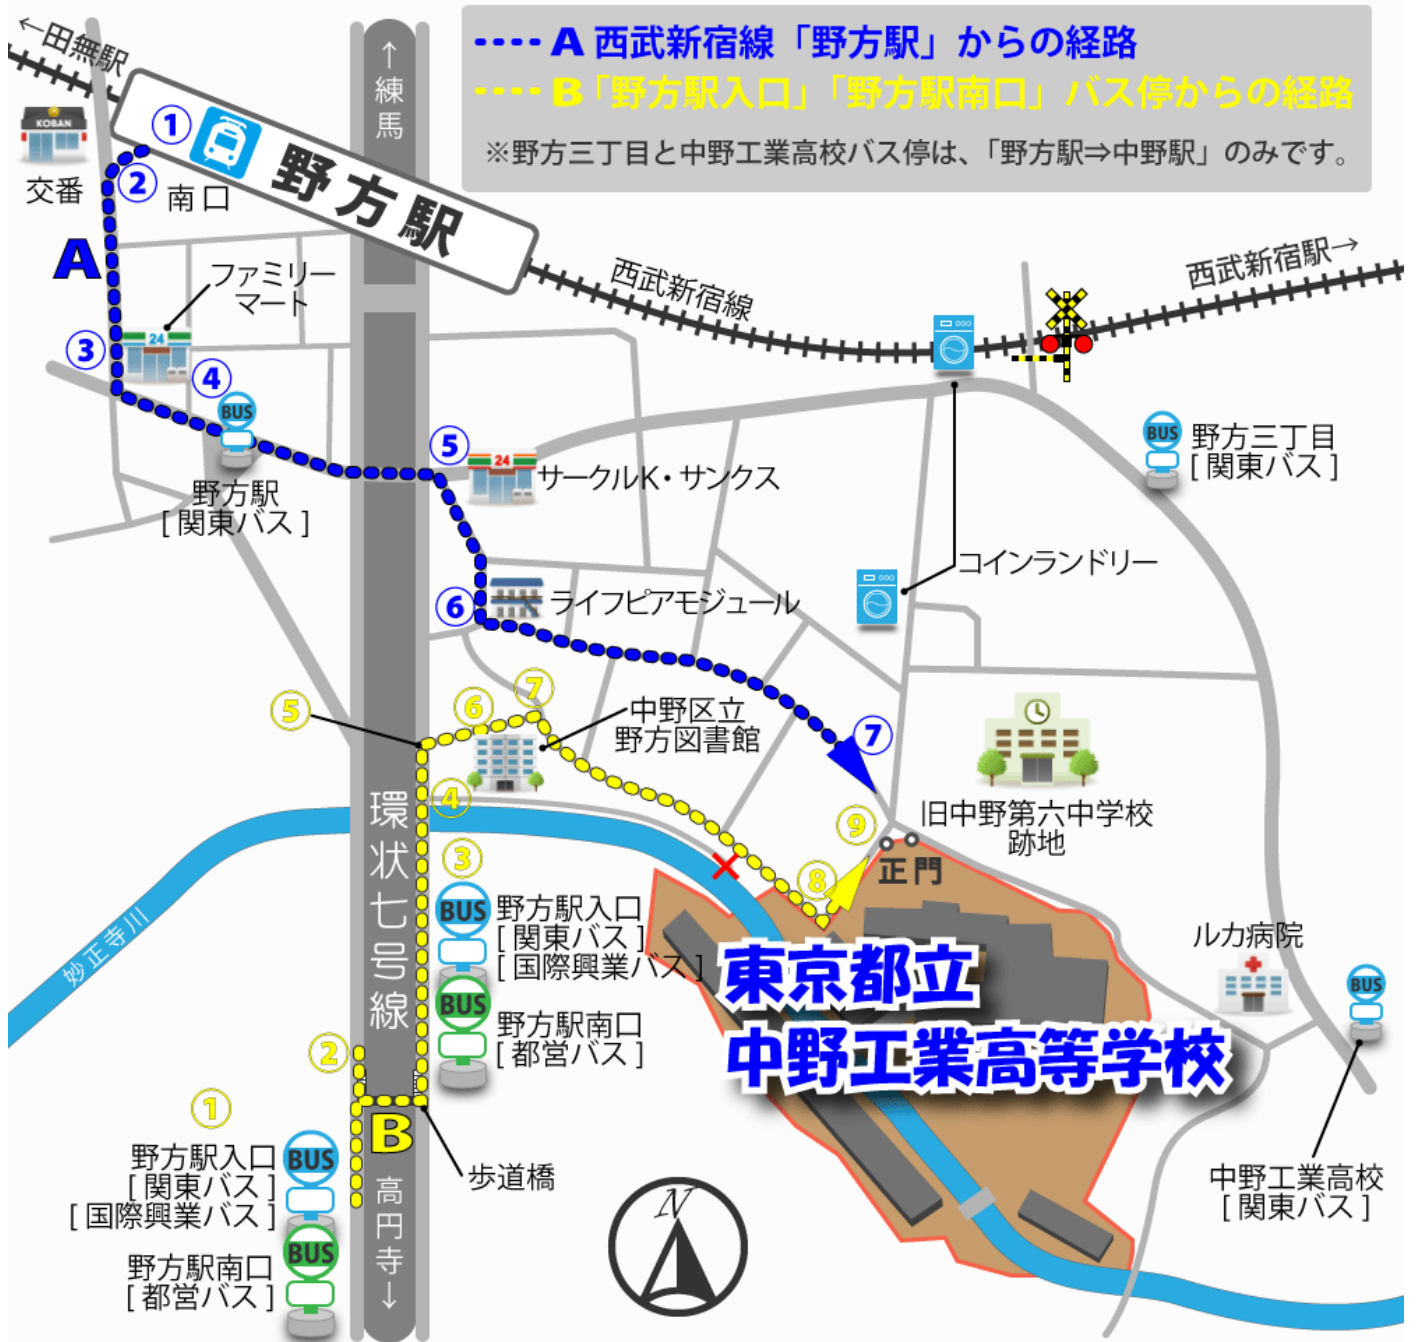 ←田無駅
A 西武新宿線「野方駅」からの経路
B「野方駅入口」「野方駅南口」バス停からの経路
※野方三丁目と中野工業高校バス停は、「野方駅⇒中野駅」のみです。
↑練馬
KOBAN
交番
①
野方駅
②
南口
A
西武新宿線
西武新宿駅→
ファミリー
マート
24
③
④
BUS
野方駅
[関東バス]
⑤
24
サークルK・サンクス
BUS
野方三丁目
[関東バス]
コインランドリー
⑥
ライフピアモジュール
⑦
⑤
⑥
⑦
中野区立
野方図書館
④
環状七号線
旧中野第六中学校
跡地
⑨
⑧
正門
③
BUS
野方駅入口
[関東バス]
[国際興業バス]
BUS
野方駅南口
[都営バス]
妙正寺川
東京都立
中野工業高等学校
ルカ病院
BUS
中野工業高校
[関東バス]
②
①
B
歩道橋
BUS
野方駅入口
[関東バス]
[国際興業バス]
BUS
野方駅南口
[都営バス]
高円寺↓
N